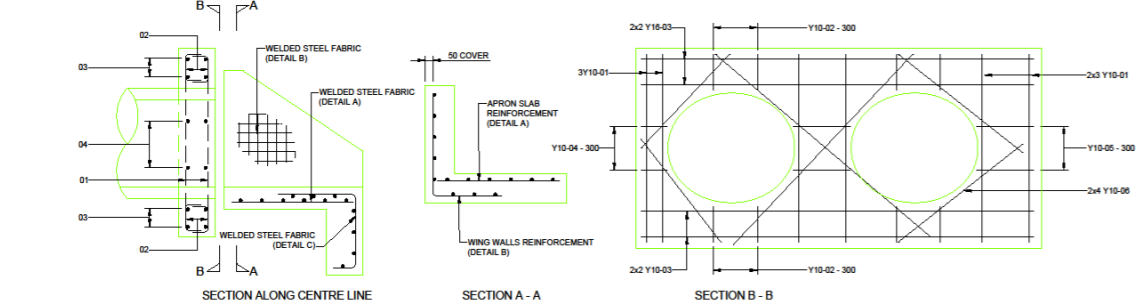 B A
02
03
04
01
03
02
B A
WELDED STEEL FABRIC
(DETAIL B)
WELDED STEEL FABRIC
(DETAIL A)
WELDED STEEL FABRIC
(DETAIL C)
SECTION ALONG CENTRE LINE
50 COVER
APRON SLAB
REINFORCEMENT
(DETAIL A)
WING WALLS REINFORCEMENT
(DETAIL B)
SECTION A - A
2x2 Y16-03
Y10-02 - 300
Y10-02 - 300
3Y10-01
2x3 Y10-01
Y10-04 - 300
Y10-05 - 300
2x4 Y10-06
2x2 Y10-03
Y10-02 - 300
SECTION B - B